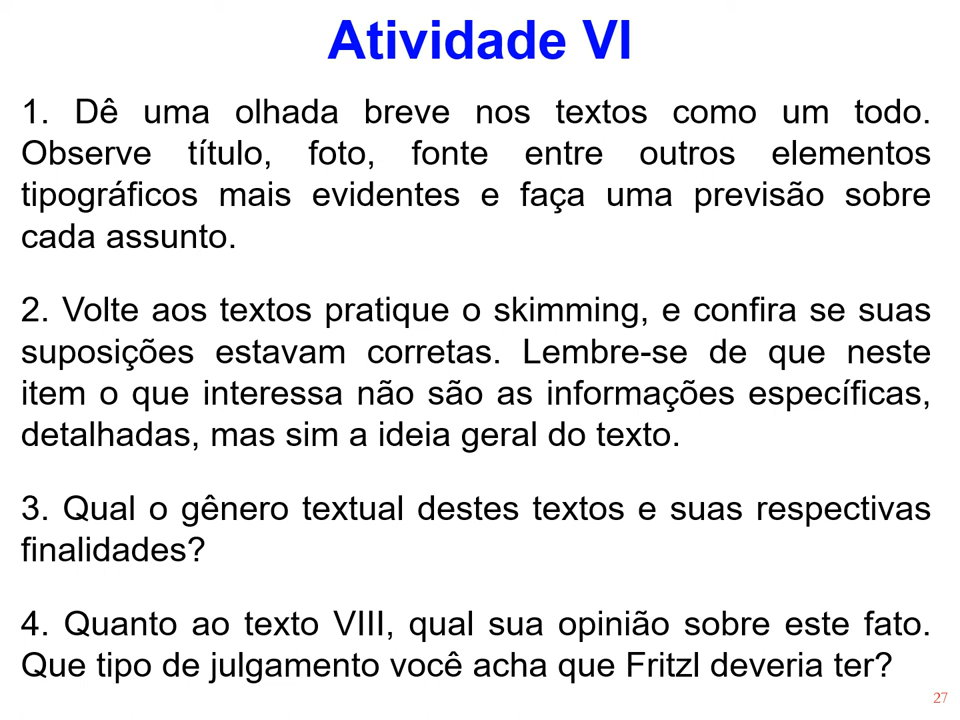 Atividade VI
1. Dê uma olhada breve nos textos como um todo.
Observe título, foto, fonte entre outros elementos
tipográficos mais evidentes e faça uma previsão sobre
cada assunto.
2. Volte aos textos pratique o skimming, e confira se suas
suposições estavam corretas. Lembre-se de que neste
item o que interessa não são as informações específicas,
detalhadas, mas sim a ideia geral do texto.
3. Qual o gênero textual destes textos e suas respectivas
finalidades?
4. Quanto ao texto VIII, qual sua opinião sobre este fato.
Que tipo de julgamento você acha que Fritzl deveria ter?
27